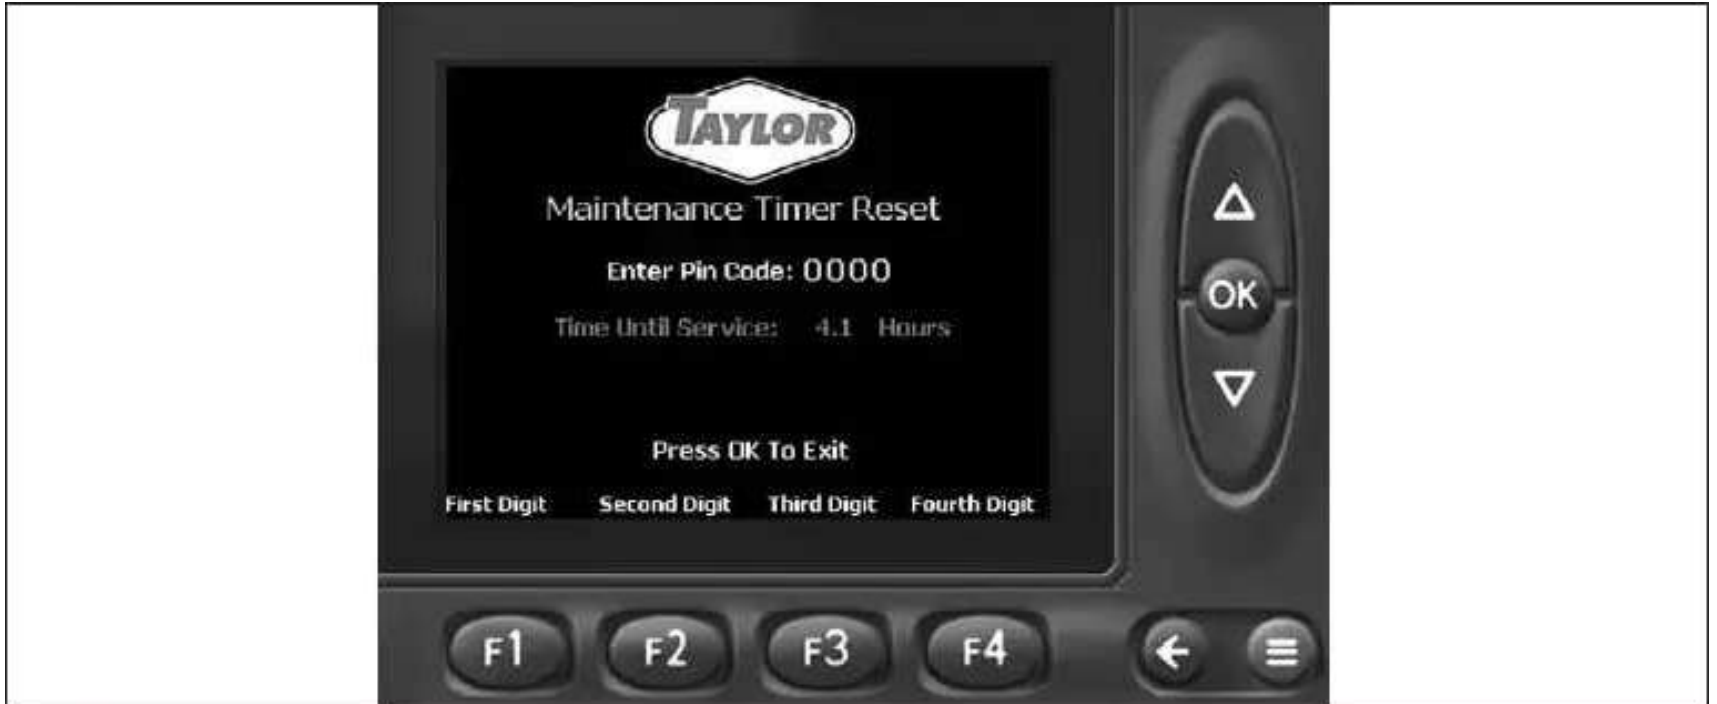 TAYLOR
Maintenance Timer Reset
Enter Pin Code: 0000
Time Until Service: 4.1 Hours
Press OK To Exit
First Digit Second Digit Third Digit Fourth Digit
OK
F1 F2 F3 F4